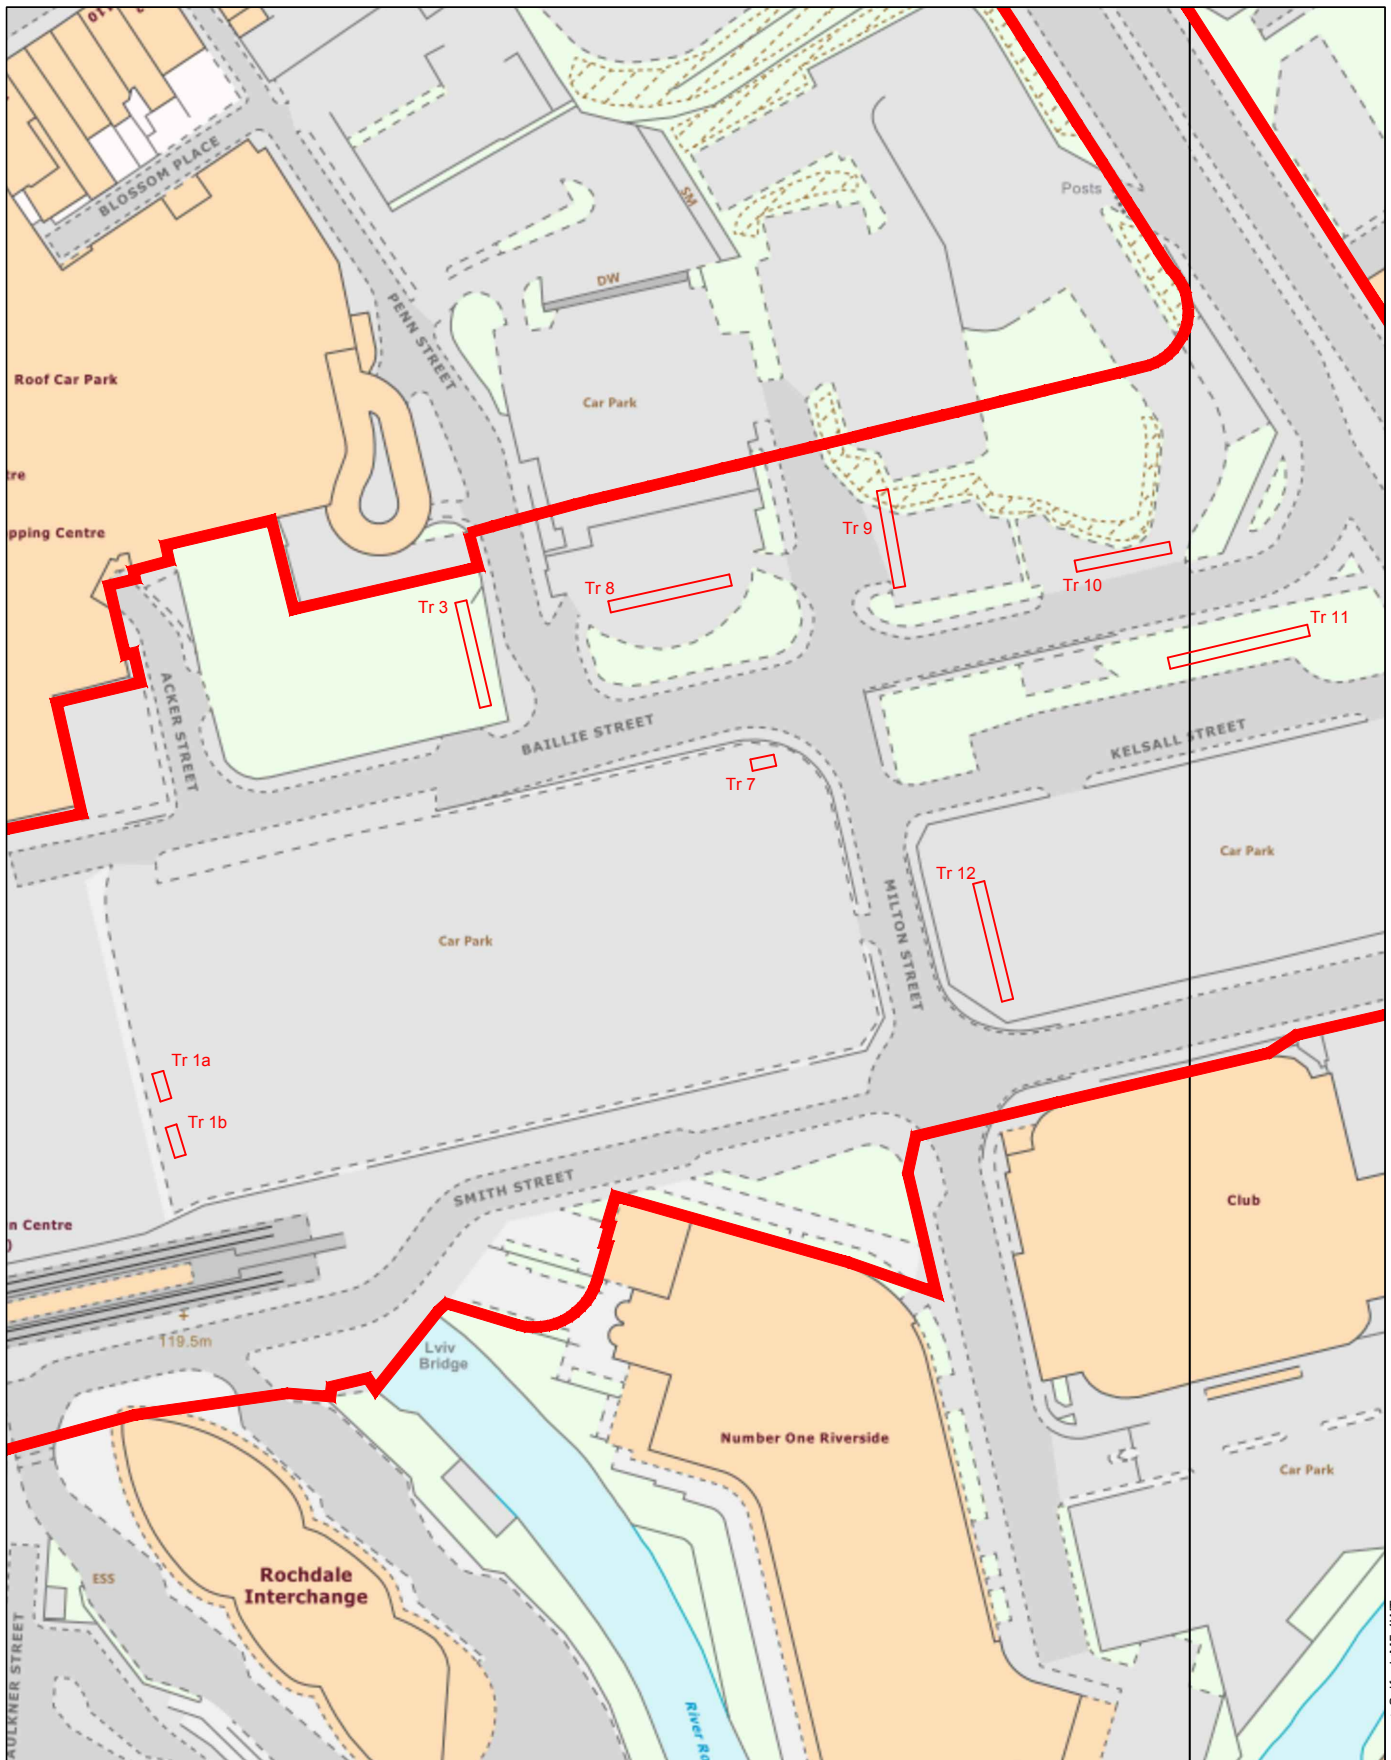 BLOSSOM PLACE
PENN STREET
SM
DW
Posts
Roof Car Park
Car Park
tre
pping Centre
Tr 9
Tr 8
Tr 3
Tr 10
Tr 11
ACKER STREET
BAILLIE STREET
KELSALL STREET
Tr 7
Car Park
Tr 12
MILTON STREET
Car Park
Tr 1a
Tr 1b
SMITH STREET
n Centre
)
Club
119.5m
Lviv
Bridge
Number One Riverside
Car Park
Rochdale
Interchange
ESS
AULKNER STREET
River Ro